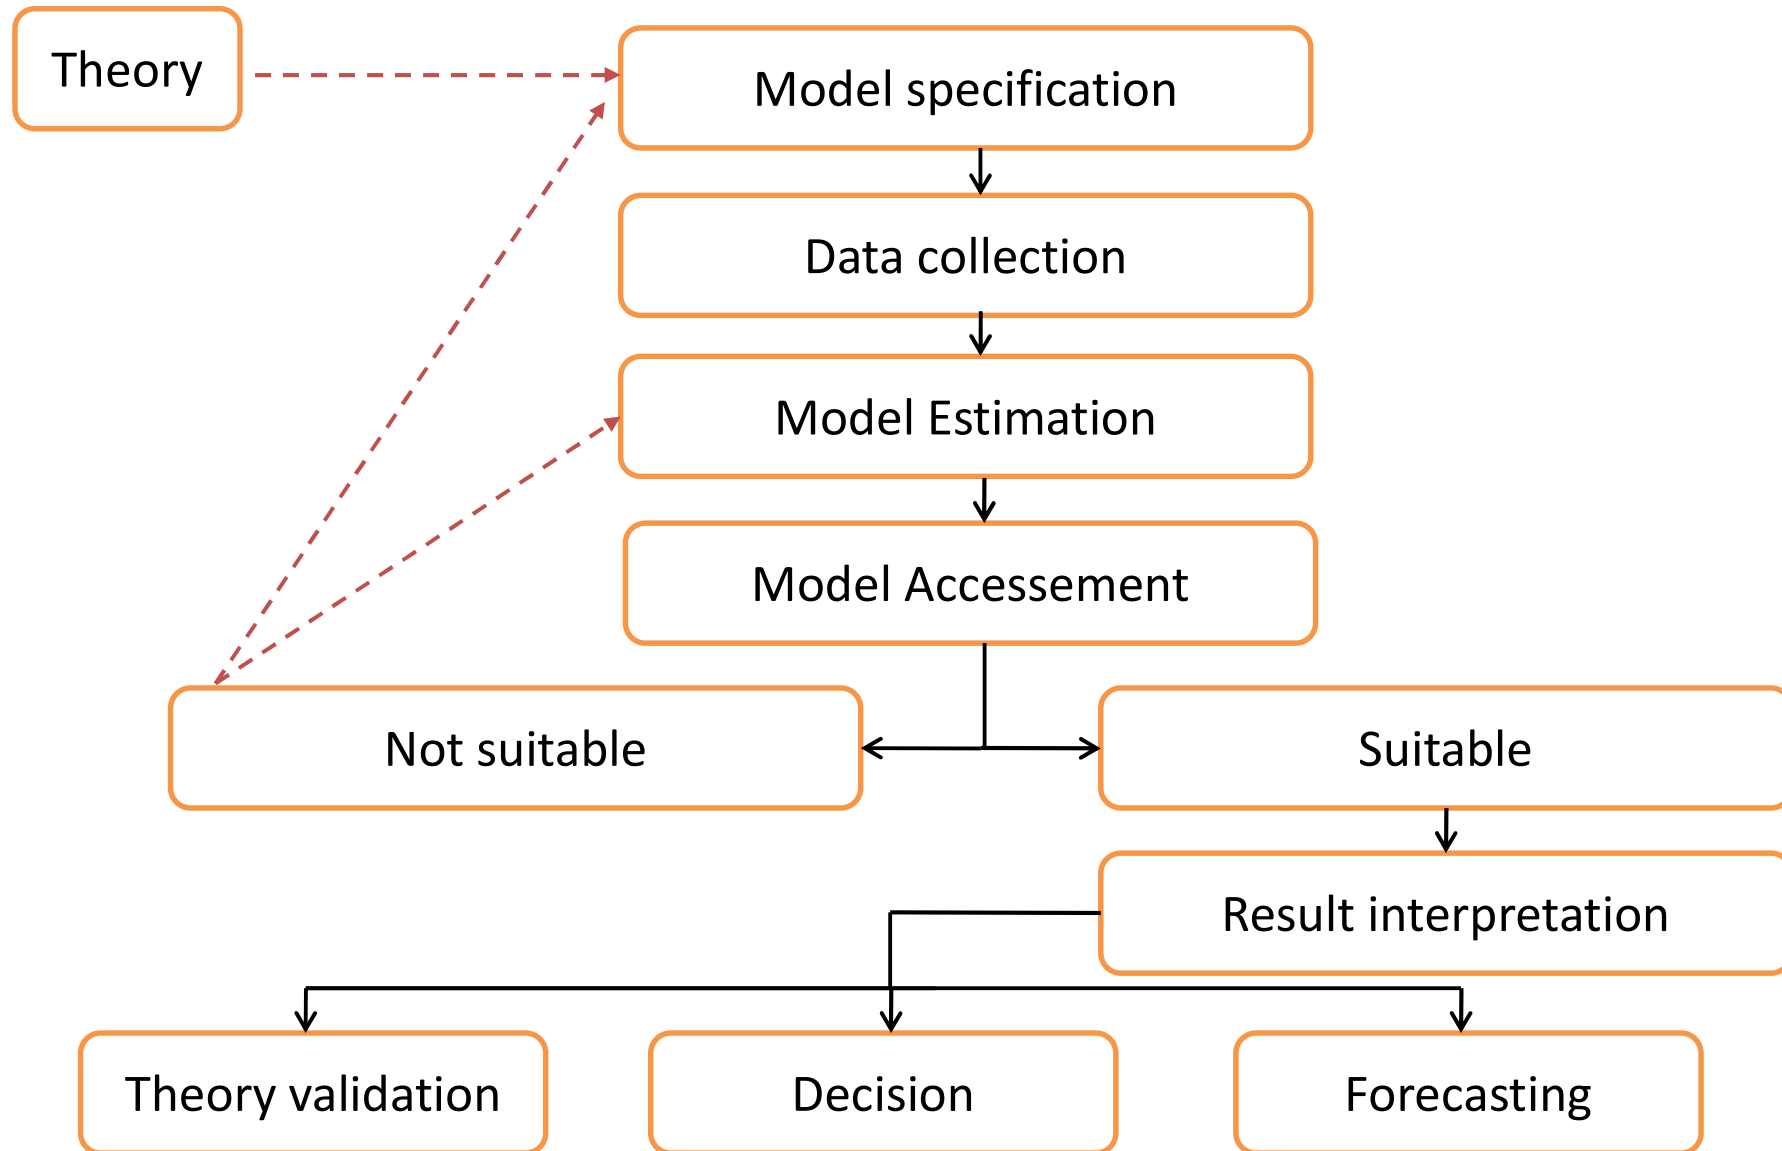 Theory
Model specification
Data collection
Model Estimation
Model Accessement
Not suitable
Suitable
Result interpretation
Theory validation
Decision
Forecasting